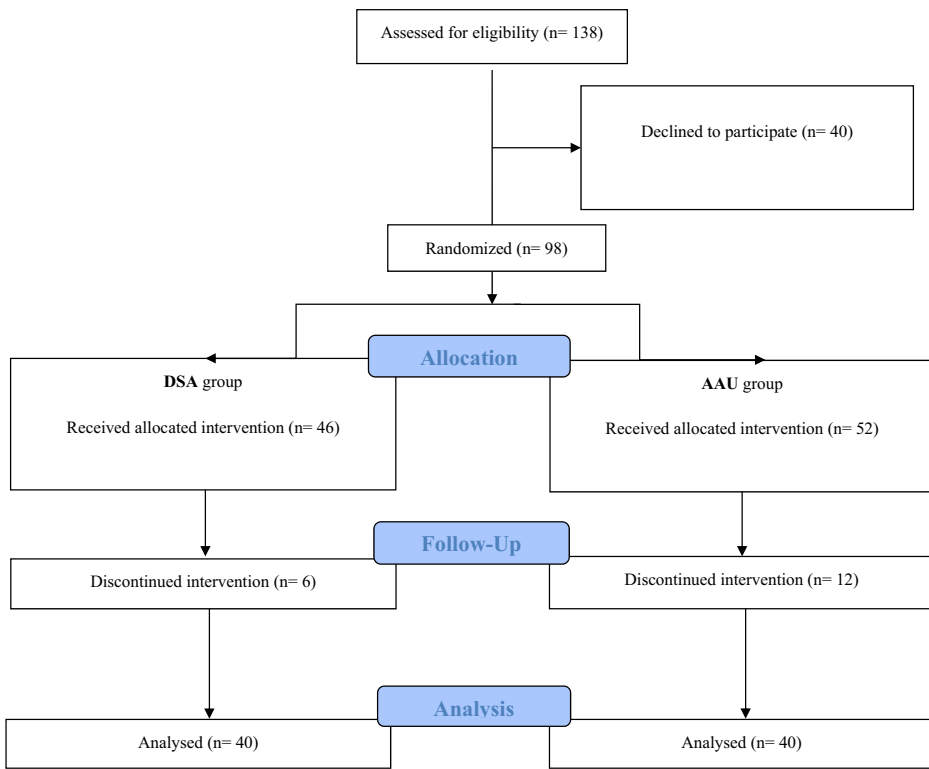 Assessed for eligibility (n= 138)
Declined to participate (n= 40)
Randomized (n= 98)
Allocation
DSA group
Received allocated intervention (n= 46)
AAU group
Received allocated intervention (n= 52)
Follow-Up
Discontinued intervention (n= 6)
Discontinued intervention (n= 12)
Analysis
Analysed (n= 40)
Analysed (n= 40)